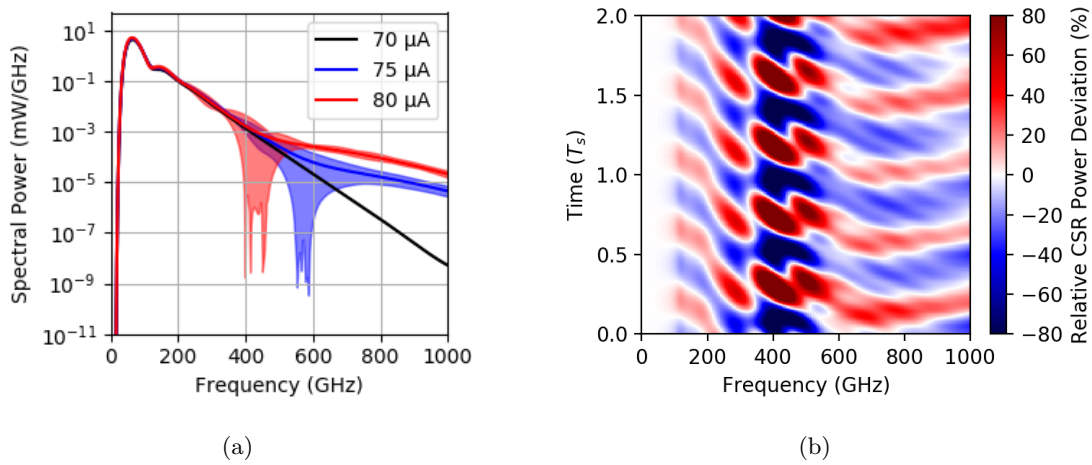 10^1
10^{-1}
10^{-3}
10^{-5}
10^{-7}
10^{-9}
10^{-11}
Spectral Power (mW/GHz)
70 μA
75 μA
80 μA
0 200 400 600 800 1000
Frequency (GHz)
(a)
2.0
1.5
1.0
0.5
0.0
Time (T_s)
0 200 400 600 800 1000
Frequency (GHz)
80
60
40
20
0
−20
−40
−60
−80
Relative CSR Power Deviation (%)
(b)